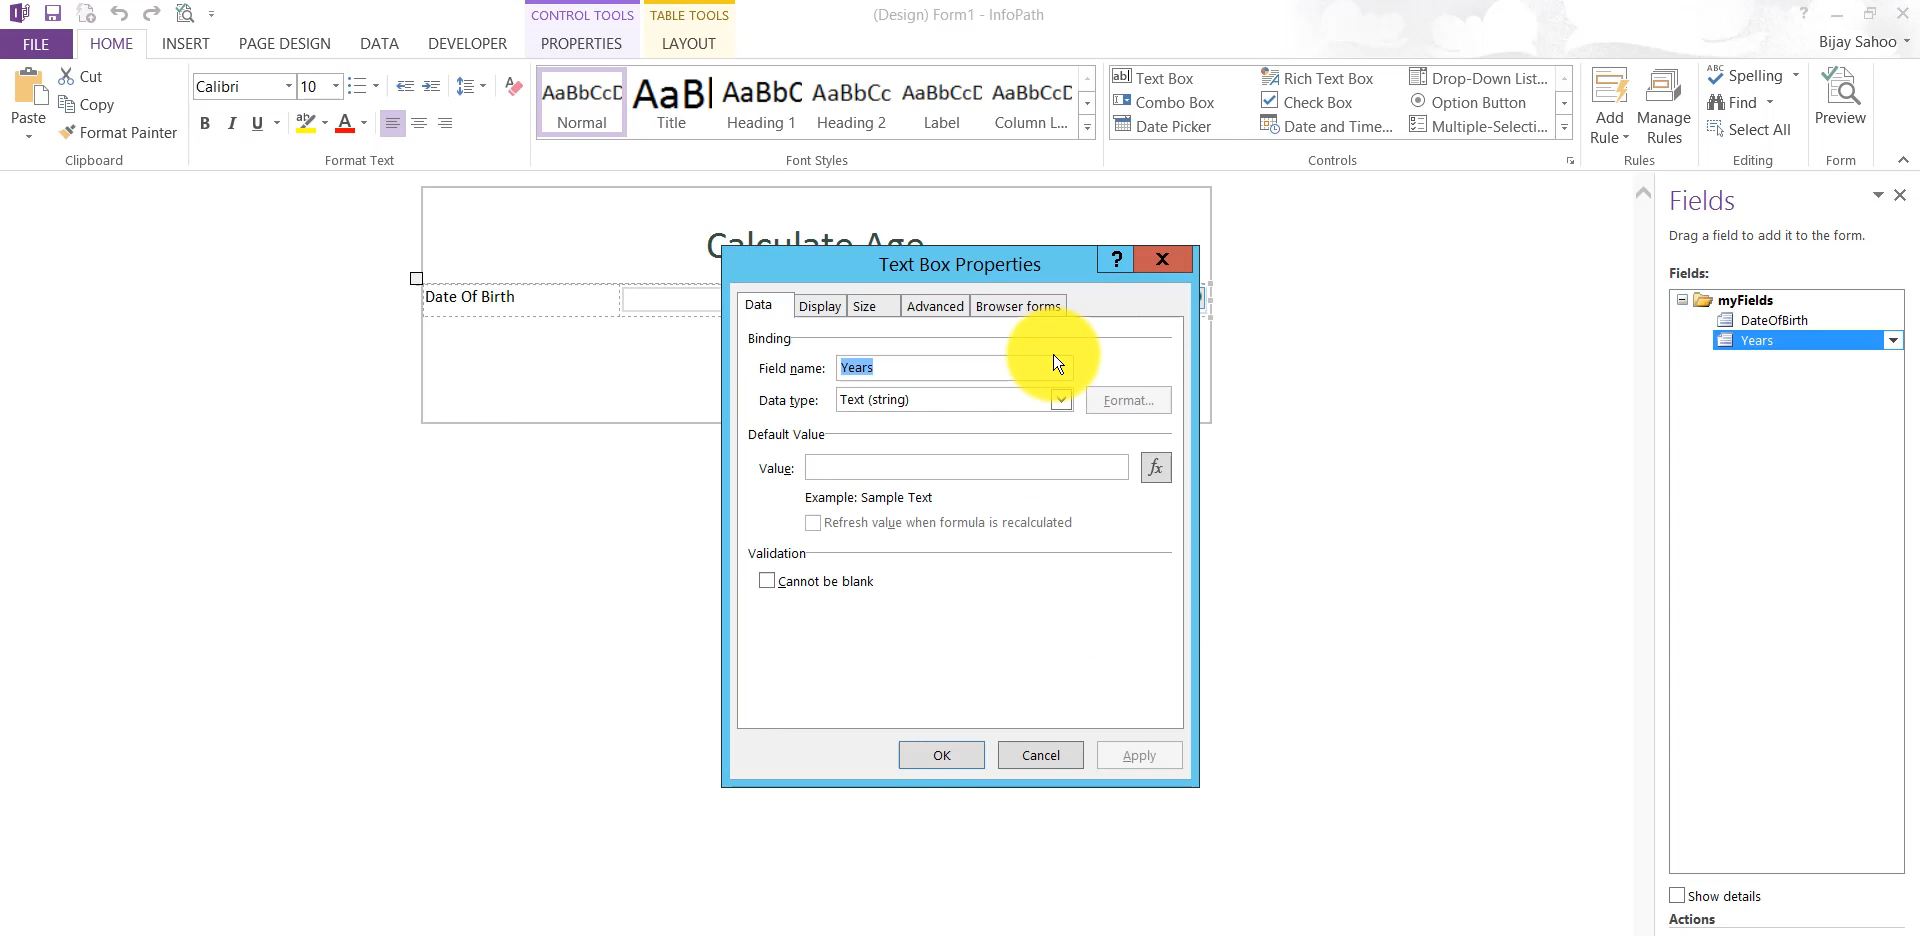 CONTROL TOOLS TABLE TOOLS (Design) Form1 - InfoPath ?
FILE HOME INSERT PAGE DESIGN DATA DEVELOPER PROPERTIES LAYOUT Bijay Sahoo
Paste
Cut
Copy
Format Painter
Clipboard
Calibri 10
B I U A
Format Text
AaBbCcD AaB AaBbC AaBbCc AaBbCcD AaBbCcD
Normal Title Heading 1 Heading 2 Label Column L...
Font Styles
Text Box Rich Text Box Drop-Down List...
Combo Box Check Box Option Button
Date Picker Date and Time... Multiple-Selecti...
Controls
Add Rule
Manage Rules
Rules
ABC Spelling
Find
Select All
Editing
Preview
Form
Calculate Age
Date Of Birth
Text Box Properties ? X
Data Display Size Advanced Browser forms
Binding
Field name: Years
Data type: Text (string) Format...
Default Value
Value: fx
Example: Sample Text
Refresh value when formula is recalculated
Validation
Cannot be blank
OK Cancel Apply
Fields
Drag a field to add it to the form.
Fields:
myFields
DateOfBirth
Years
Show details
Actions